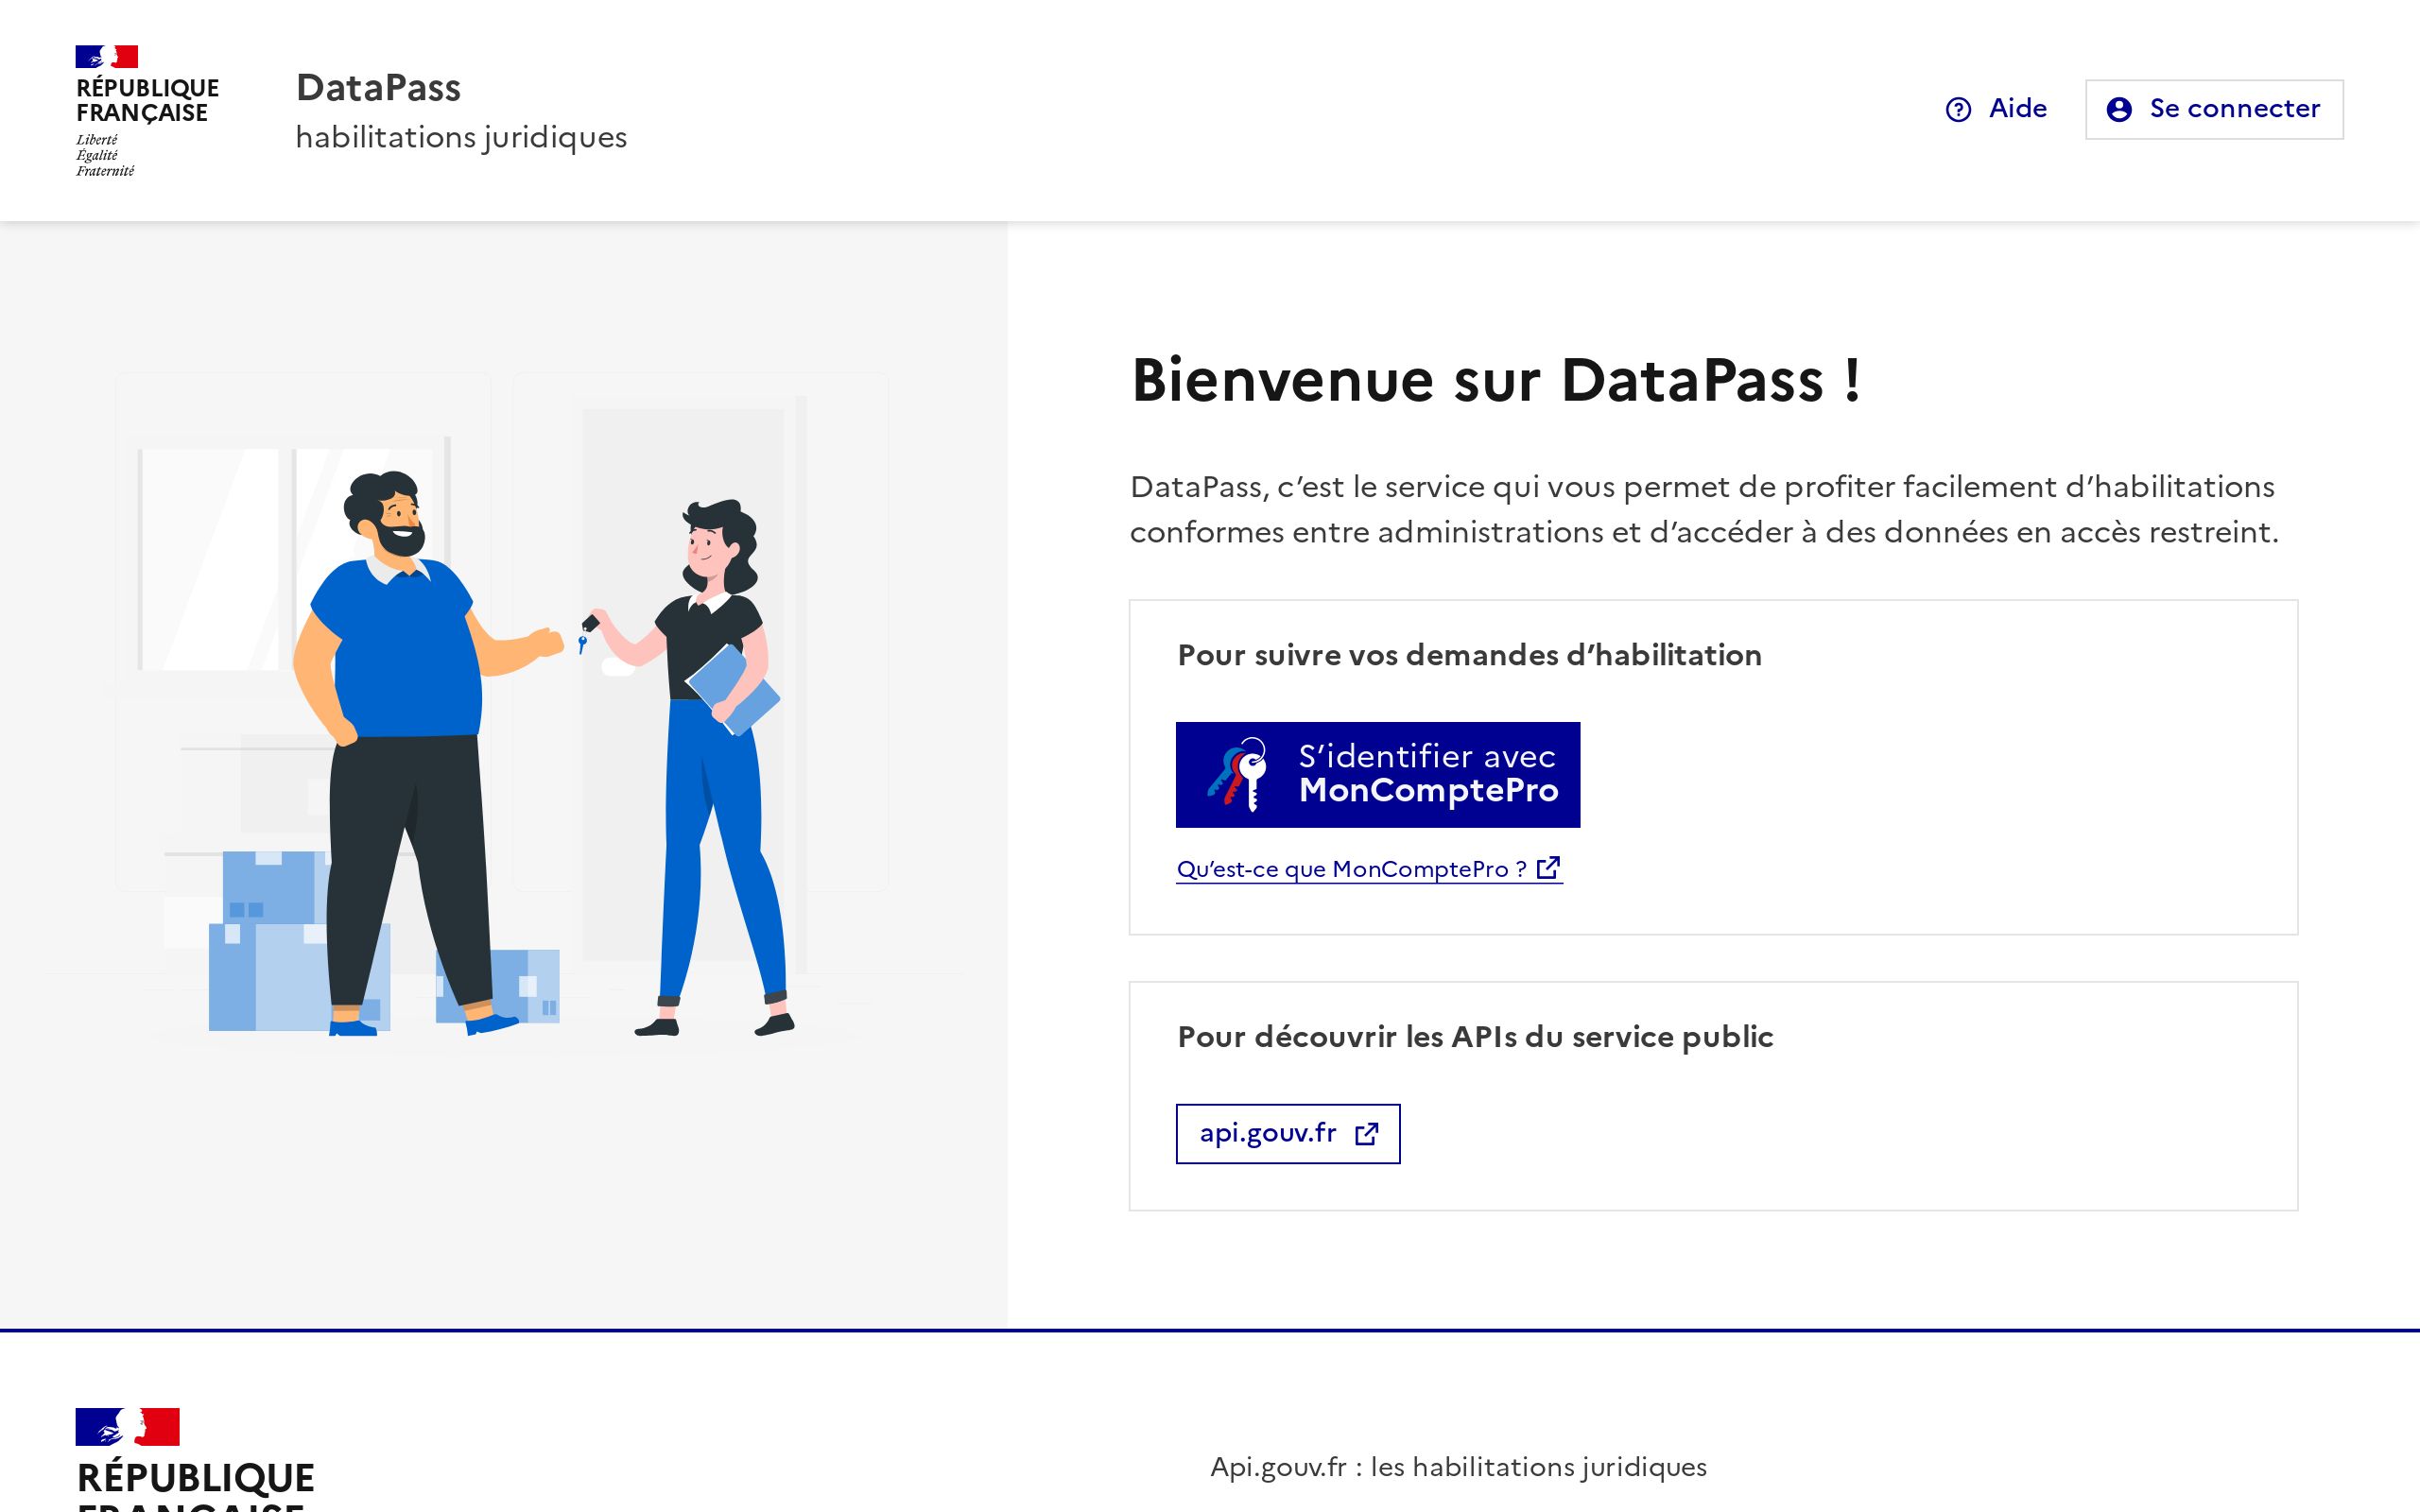 RÉPUBLIQUE
FRANÇAISE
Liberté
Égalité
Fraternité
DataPass
habilitations juridiques
Aide
Se connecter
Bienvenue sur DataPass !
DataPass, c’est le service qui vous permet de profiter facilement d’habilitations
conformes entre administrations et d’accéder à des données en accès restreint.
Pour suivre vos demandes d’habilitation
S’identifier avec
MonComptePro
Qu’est-ce que MonComptePro ?
Pour découvrir les APIs du service public
api.gouv.fr
RÉPUBLIQUE
FRANÇAISE
Api.gouv.fr : les habilitations juridiques